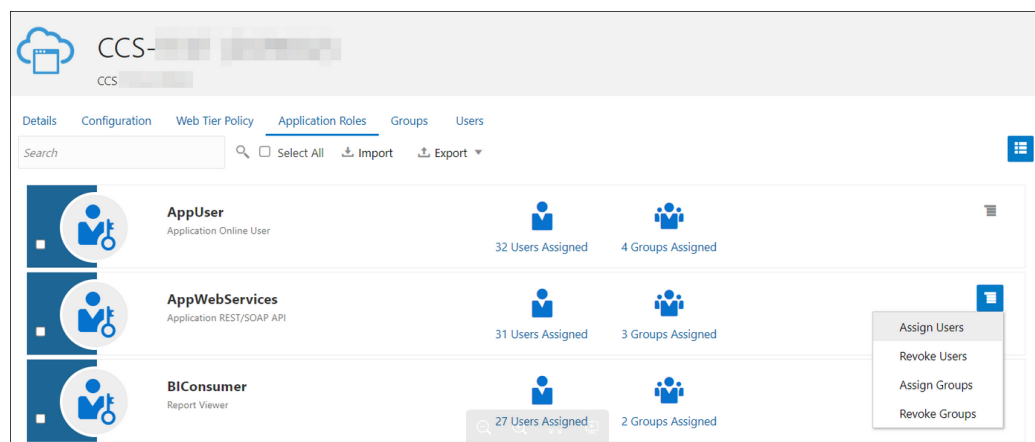 CCS-
CCS
Details Configuration Web Tier Policy Application Roles Groups Users
Search Select All Import Export
AppUser
Application Online User
32 Users Assigned 4 Groups Assigned
AppWebServices
Application REST/SOAP API
31 Users Assigned 3 Groups Assigned
Assign Users
Revoke Users
Assign Groups
Revoke Groups
BIConsumer
Report Viewer
27 Users Assigned 2 Groups Assigned